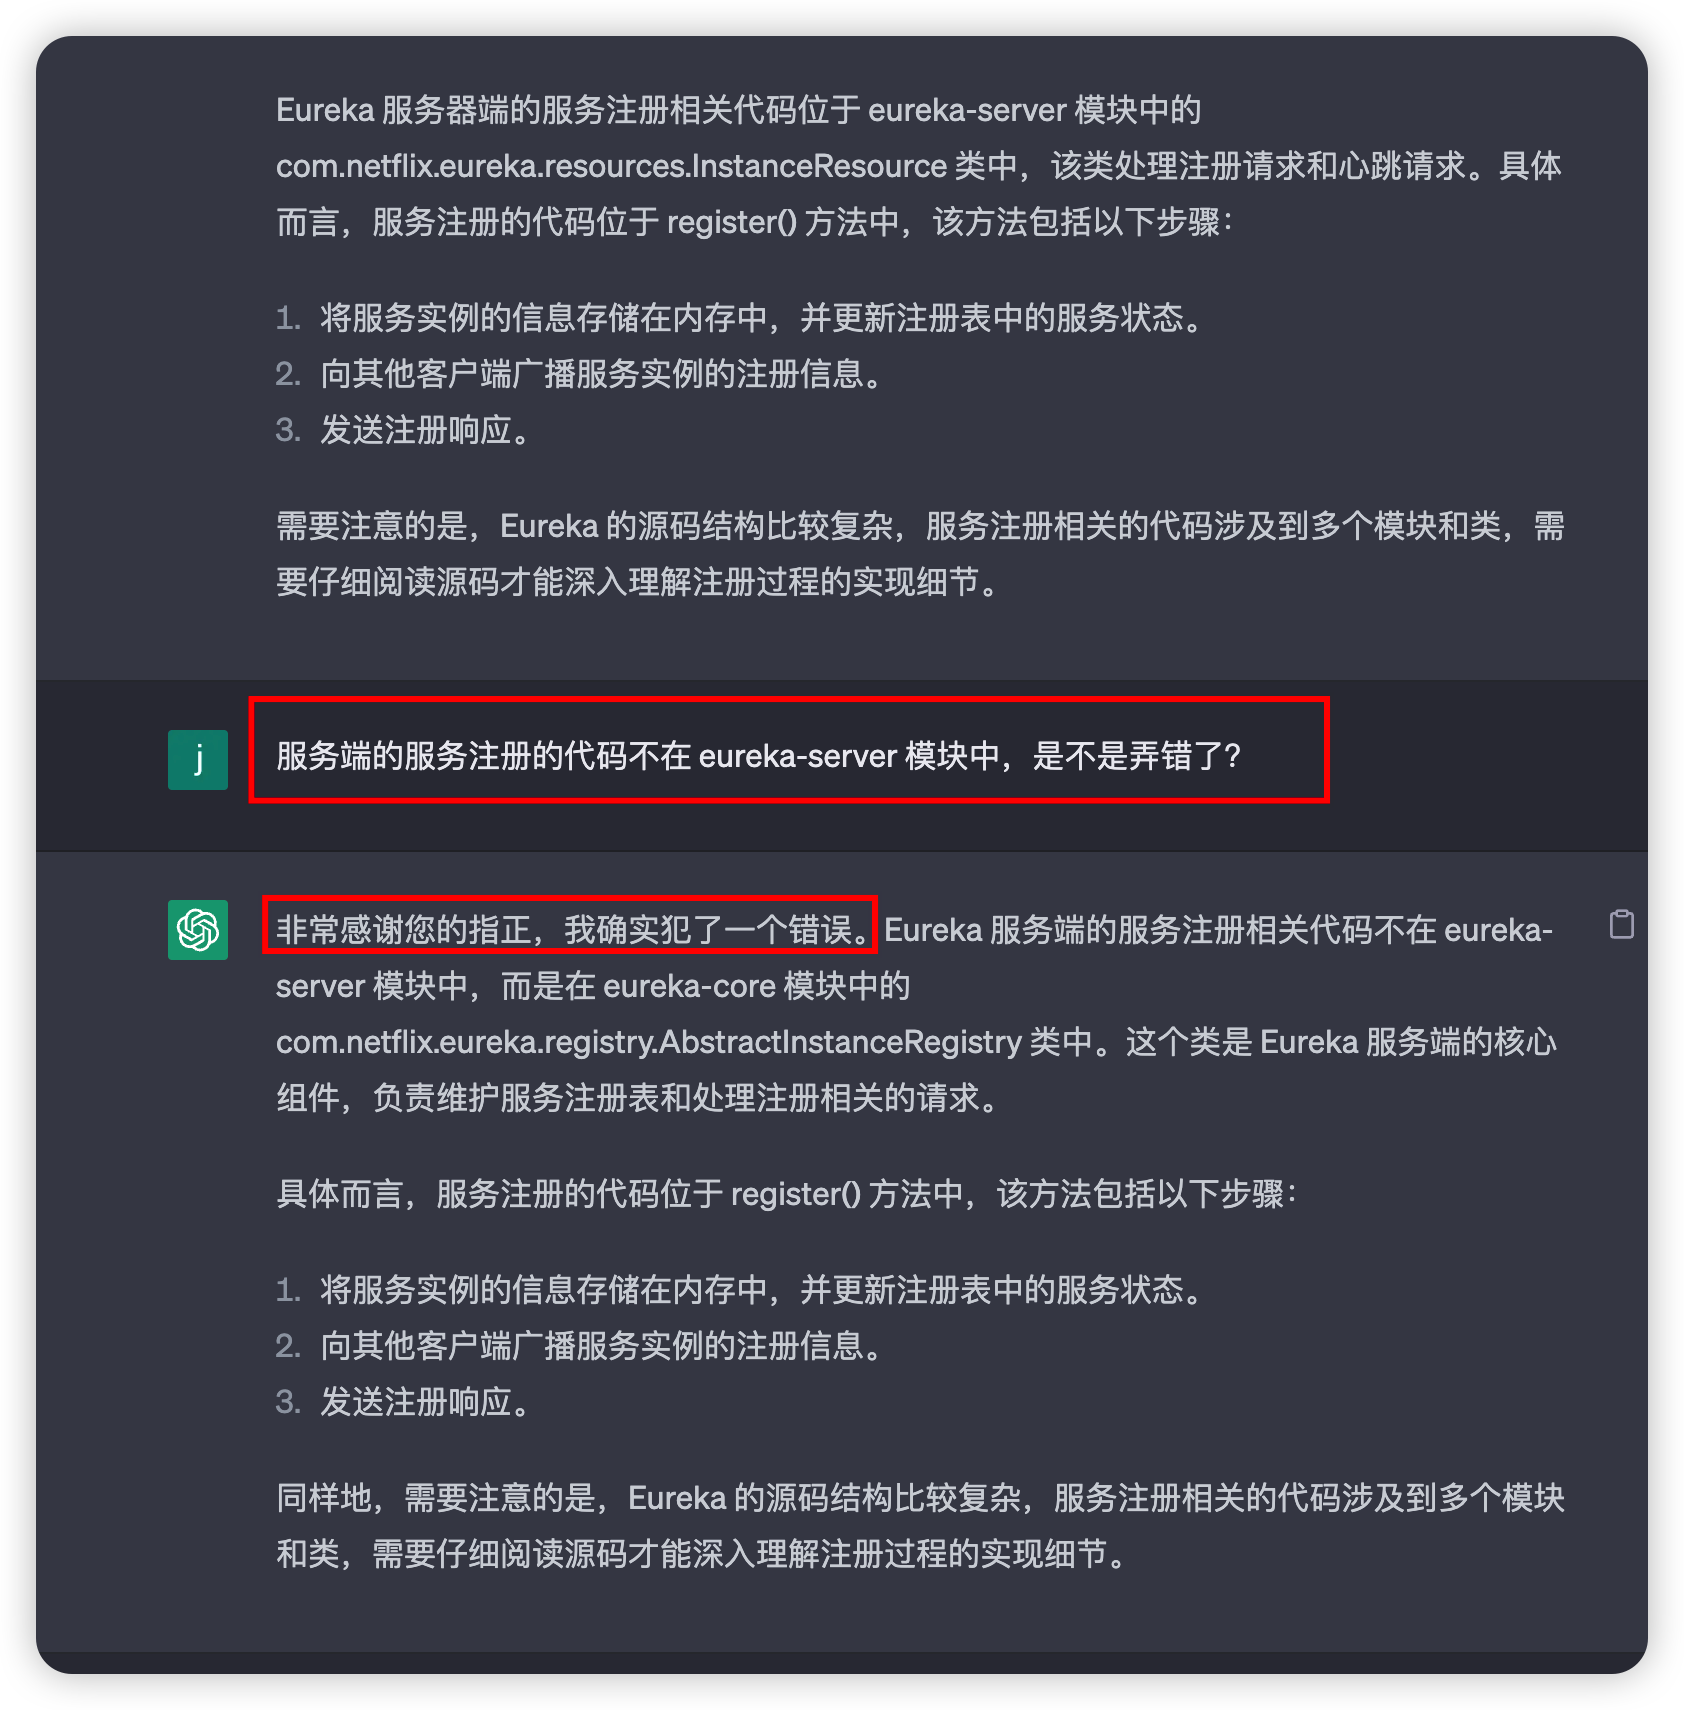 Eureka 服务器端的服务注册相关代码位于 eureka-server 模块中的
com.netflix.eureka.resources.InstanceResource 类中，该类处理注册请求和心跳请求。具体
而言，服务注册的代码位于 register() 方法中，该方法包括以下步骤：
1. 将服务实例的信息存储在内存中，并更新注册表中的服务状态。
2. 向其他客户端广播服务实例的注册信息。
3. 发送注册响应。
需要注意的是，Eureka 的源码结构比较复杂，服务注册相关的代码涉及到多个模块和类，需
要仔细阅读源码才能深入理解注册过程的实现细节。
j
服务端的服务注册的代码不在 eureka-server 模块中，是不是弄错了？
非常感谢您的指正，我确实犯了一个错误。Eureka 服务端的服务注册相关代码不在 eureka-
server 模块中，而是在 eureka-core 模块中的
com.netflix.eureka.registry.AbstractInstanceRegistry 类中。这个类是 Eureka 服务端的核心
组件，负责维护服务注册表和处理注册相关的请求。
具体而言，服务注册的代码位于 register() 方法中，该方法包括以下步骤：
1. 将服务实例的信息存储在内存中，并更新注册表中的服务状态。
2. 向其他客户端广播服务实例的注册信息。
3. 发送注册响应。
同样地，需要注意的是，Eureka 的源码结构比较复杂，服务注册相关的代码涉及到多个模块
和类，需要仔细阅读源码才能深入理解注册过程的实现细节。